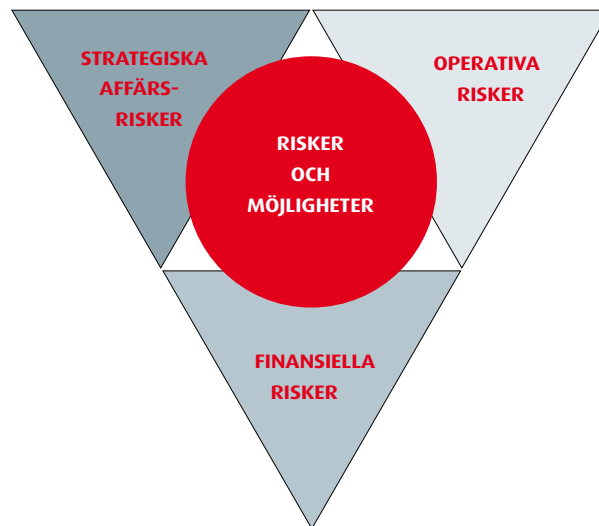 STRATEGISKA
AFFÄRS-
RISKER
OPERATIVA
RISKER
RISKER
OCH
MÖJLIGHETER
FINANSIELLA
RISKER